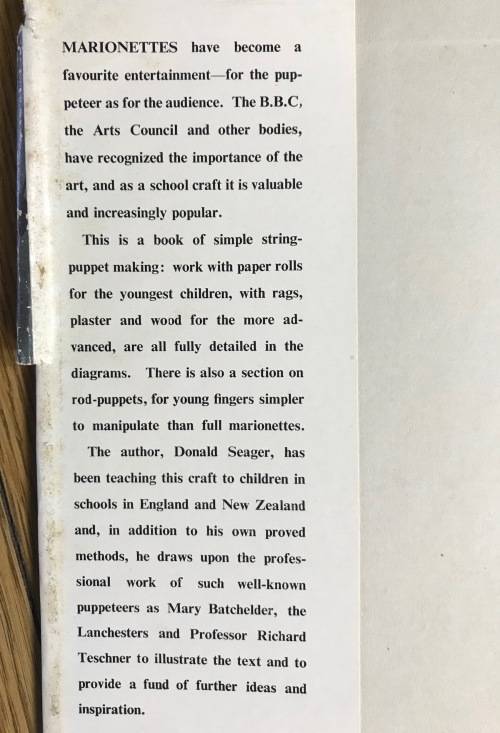 MARIONETTES have become a
favourite entertainment—for the pup-
peteer as for the audience. The B.B.C,
the Arts Council and other bodies,
have recognized the importance of the
art, and as a school craft it is valuable
and increasingly popular.
This is a book of simple string-
puppet making: work with paper rolls
for the youngest children, with rags,
plaster and wood for the more ad-
vanced, are all fully detailed in the
diagrams. There is also a section on
rod-puppets, for young fingers simpler
to manipulate than full marionettes.
The author, Donald Seager, has
been teaching this craft to children in
schools in England and New Zealand
and, in addition to his own proved
methods, he draws upon the profes-
sional work of such well-known
puppeteers as Mary Batchelder, the
Lanchesters and Professor Richard
Teschner to illustrate the text and to
provide a fund of further ideas and
inspiration.